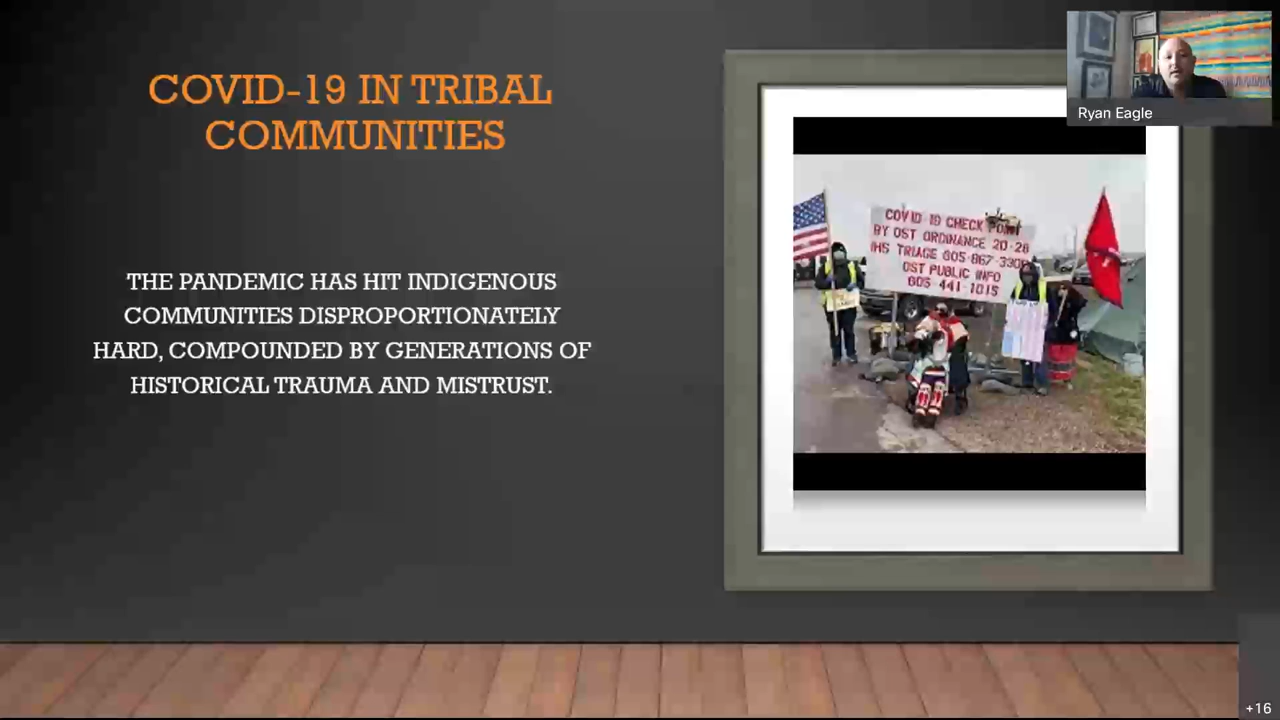 COVID-19 IN TRIBAL
COMMUNITIES
THE PANDEMIC HAS HIT INDIGENOUS
COMMUNITIES DISPROPORTIONATELY
HARD, COMPOUNDED BY GENERATIONS OF
HISTORICAL TRAUMA AND MISTRUST.
Ryan Eagle
COVID-19 CHECK POINT
BY OST ORDINANCE 20-28
IHS TRIAGE 605-867-
OST PUBLIC INFO
605-441-1015
+16